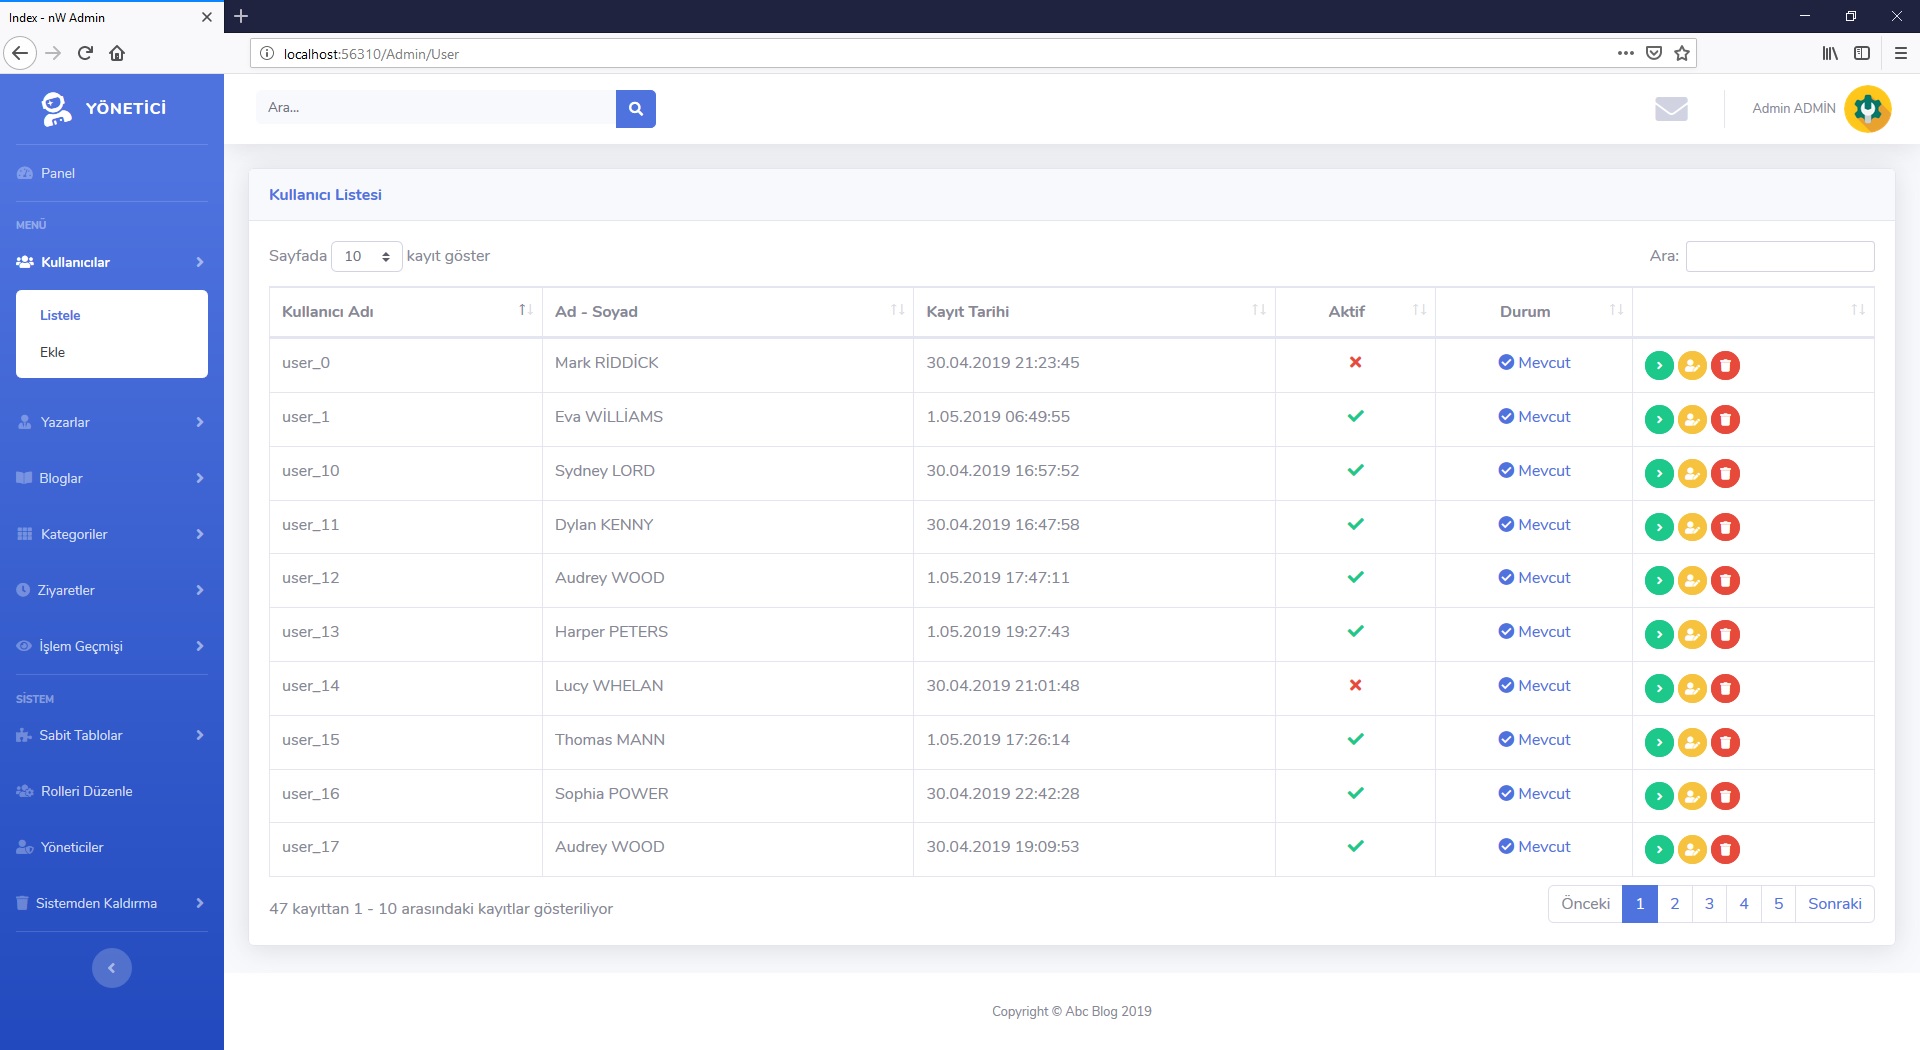 Index - nW Admin
localhost:56310/Admin/User
YÖNETİCİ
Ara...
Admin ADMİN
Panel
MENÜ
Kullanıcılar
Listele
Ekle
Yazarlar
Bloglar
Kategoriler
Ziyaretler
İşlem Geçmişi
SİSTEM
Sabit Tablolar
Rolleri Düzenle
Yöneticiler
Sistemden Kaldırma
Kullanıcı Listesi
Sayfada 10 kayıt göster
Ara:
Kullanıcı Adı Ad - Soyad Kayıt Tarihi Aktif Durum
user_0 Mark RİDDİCK 30.04.2019 21:23:45 Mevcut
user_1 Eva WİLLİAMS 1.05.2019 06:49:55 Mevcut
user_10 Sydney LORD 30.04.2019 16:57:52 Mevcut
user_11 Dylan KENNY 30.04.2019 16:47:58 Mevcut
user_12 Audrey WOOD 1.05.2019 17:47:11 Mevcut
user_13 Harper PETERS 1.05.2019 19:27:43 Mevcut
user_14 Lucy WHELAN 30.04.2019 21:01:48 Mevcut
user_15 Thomas MANN 1.05.2019 17:26:14 Mevcut
user_16 Sophia POWER 30.04.2019 22:42:28 Mevcut
user_17 Audrey WOOD 30.04.2019 19:09:53 Mevcut
47 kayıttan 1 - 10 arasındaki kayıtlar gösteriliyor
Önceki 1 2 3 4 5 Sonraki
Copyright © Abc Blog 2019